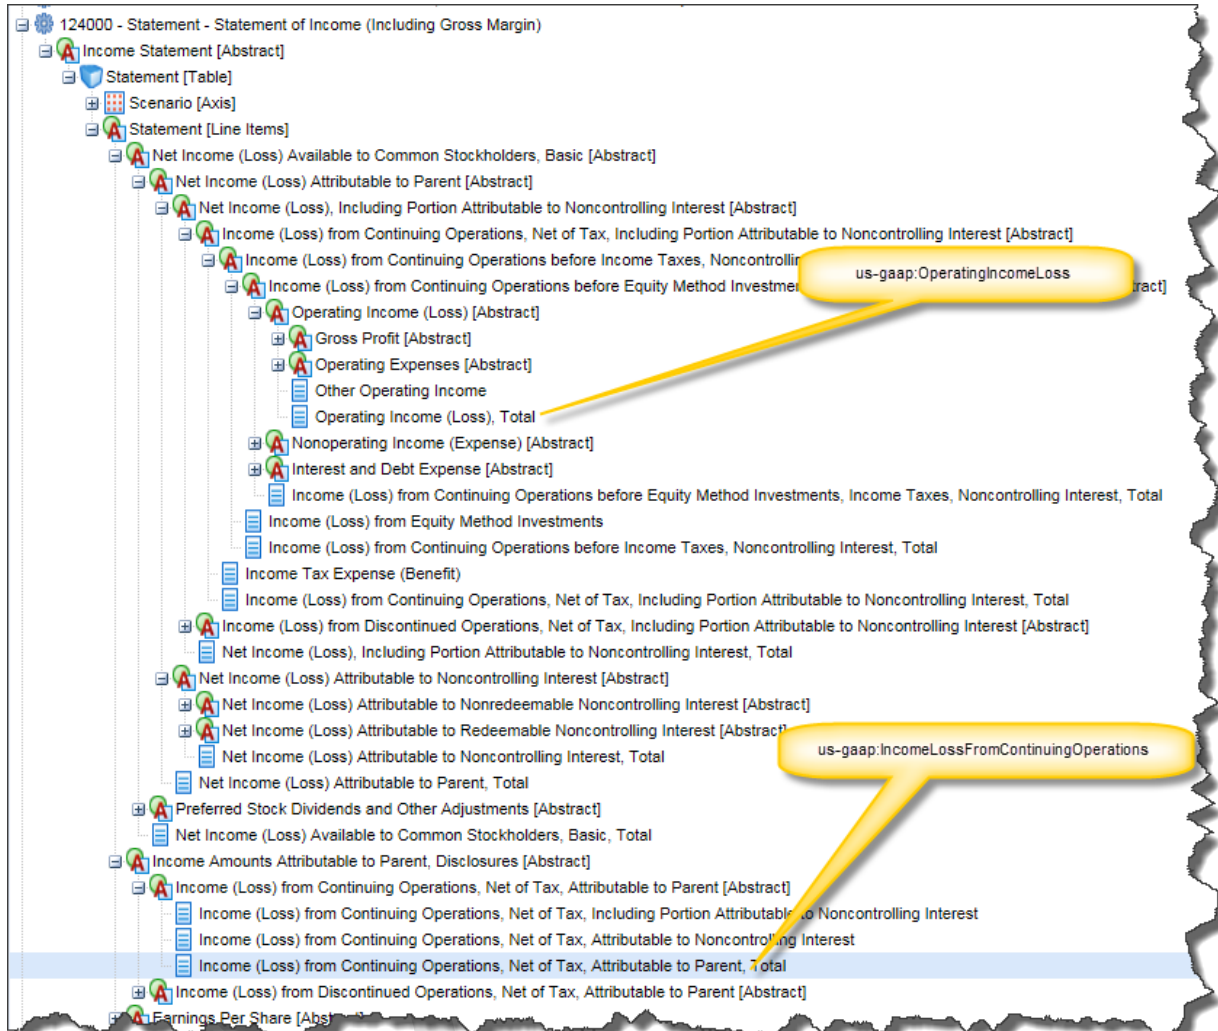 124000 - Statement - Statement of Income (Including Gross Margin)
Income Statement [Abstract]
Statement [Table]
Scenario [Axis]
Statement [Line Items]
Net Income (Loss) Available to Common Stockholders, Basic [Abstract]
Net Income (Loss) Attributable to Parent [Abstract]
Net Income (Loss), Including Portion Attributable to Noncontrolling Interest [Abstract]
Income (Loss) from Continuing Operations, Net of Tax, Including Portion Attributable to Noncontrolling Interest [Abstract]
Income (Loss) from Continuing Operations before Income Taxes,
us-gaap:OperatingIncomeLoss
Income (Loss) from Continuing Operations before Equity Method
Operating Income (Loss) [Abstract]
Gross Profit [Abstract]
Operating Expenses [Abstract]
Other Operating Income
Operating Income (Loss), Total
Nonoperating Income (Expense) [Abstract]
Interest and Debt Expense [Abstract]
Income (Loss) from Continuing Operations before Equity Method Investments, Income Taxes, Noncontrolling Interest, Total
Income (Loss) from Equity Method Investments
Income (Loss) from Continuing Operations before Income Taxes, Noncontrolling Interest, Total
Income Tax Expense (Benefit)
Income (Loss) from Continuing Operations, Net of Tax, Including Portion Attributable to Noncontrolling Interest, Total
Income (Loss) from Discontinued Operations, Net of Tax, Including Portion Attributable to Noncontrolling Interest [Abstract]
Net Income (Loss), Including Portion Attributable to Noncontrolling Interest, Total
Net Income (Loss) Attributable to Noncontrolling Interest [Abstract]
Net Income (Loss) Attributable to Nonredeemable Noncontrolling Interest [Abstract]
Net Income (Loss) Attributable to Redeemable Noncontrolling Interest [Abstract]
us-gaap:IncomeLossFromContinuingOperations
Net Income (Loss) Attributable to Noncontrolling Interest, Total
Net Income (Loss) Attributable to Parent, Total
Preferred Stock Dividends and Other Adjustments [Abstract]
Net Income (Loss) Available to Common Stockholders, Basic, Total
Income Amounts Attributable to Parent, Disclosures [Abstract]
Income (Loss) from Continuing Operations, Net of Tax, Attributable to Parent [Abstract]
Income (Loss) from Continuing Operations, Net of Tax, Including Portion Attributable to Noncontrolling Interest
Income (Loss) from Continuing Operations, Net of Tax, Attributable to Noncontrolling Interest
Income (Loss) from Continuing Operations, Net of Tax, Attributable to Parent, Total
Income (Loss) from Discontinued Operations, Net of Tax, Attributable to Parent [Abstract]
Earnings Per Share